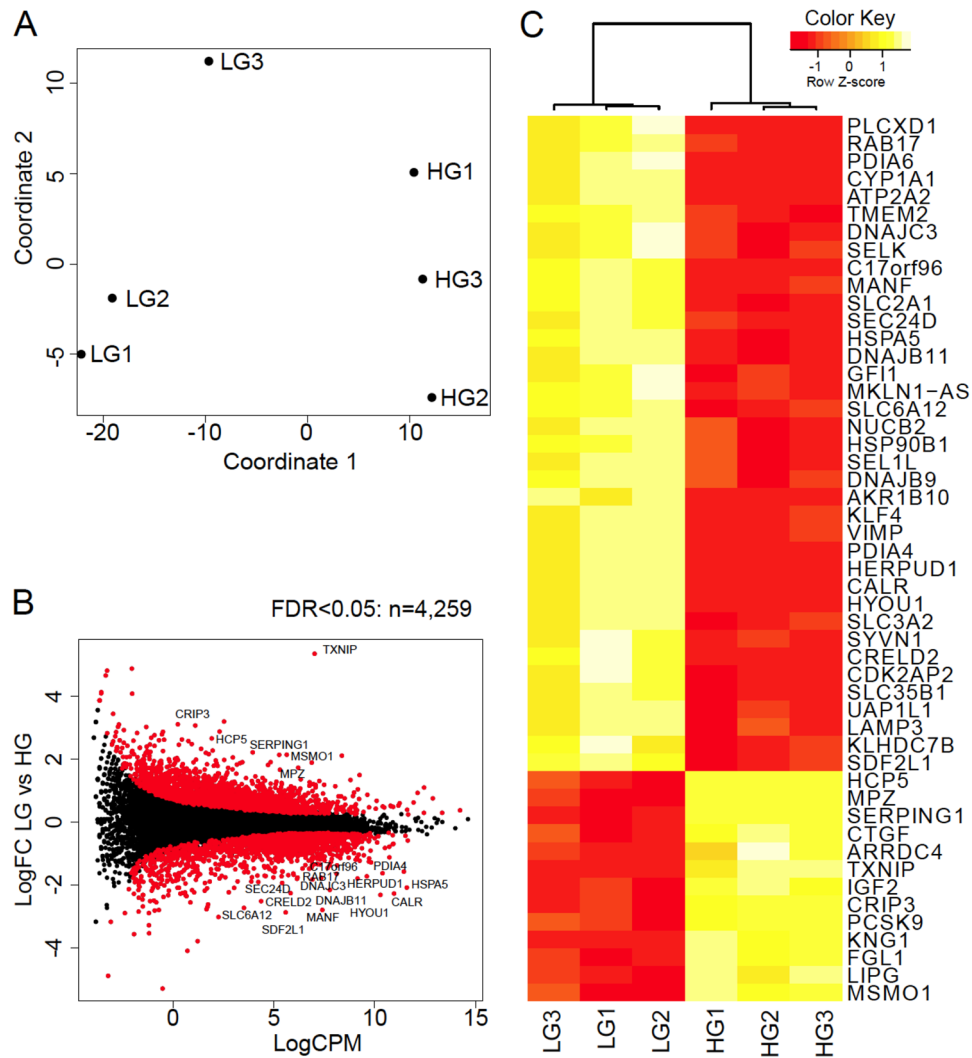 A
LG3
HG1
HG3
LG2
LG1
HG2
10
5
0
-5
-20
-10
0
10
Coordinate 2
Coordinate 1
B
FDR<0.05: n=4,259
TXNIP
CRIP3
HCP5
SERPING1
MSMO1
MPZ
C17orf96
PDIA4
RAB17
SEC24D
DNAJC3
HERPUD1
HSPA5
CRELD2
DNAJB11
CALR
SLC6A12
MANF
HYOU1
SDF2L1
4
2
0
-2
-4
0
5
10
15
LogFC LG vs HG
LogCPM
C
Color Key
-1
0
1
Row Z-score
PLCXD1
RAB17
PDIA6
CYP1A1
ATP2A2
TMEM2
DNAJC3
SELK
C17orf96
MANF
SLC2A1
SEC24D
HSPA5
DNAJB11
GFI1
MKLN1-AS
SLC6A12
NUCB2
HSP90B1
SEL1L
DNAJB9
AKR1B10
KLF4
VIMP
PDIA4
HERPUD1
CALR
HYOU1
SLC3A2
SYVN1
CRELD2
CDK2AP2
SLC35B1
UAP1L1
LAMP3
KLHDC7B
SDF2L1
HCP5
MPZ
SERPING1
CTGF
ARRDC4
TXNIP
IGF2
CRIP3
PCSK9
KNG1
FGL1
LIPG
MSMO1
LG3
LG1
LG2
HG1
HG2
HG3